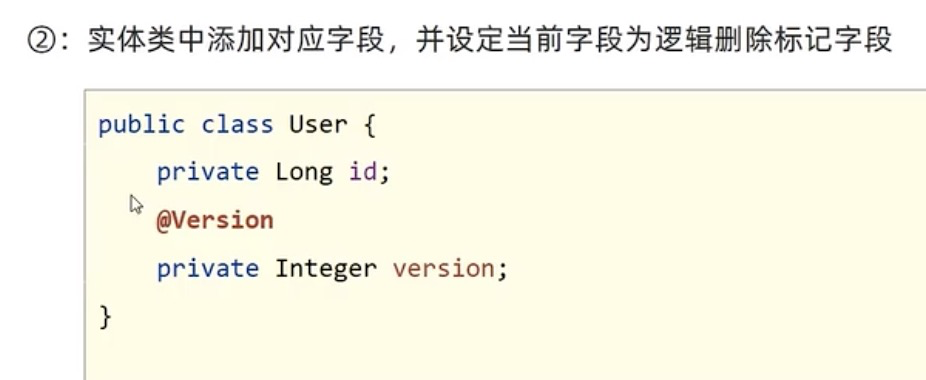 ②：实体类中添加对应字段，并设定当前字段为逻辑删除标记字段
public class User {
    private Long id;
    @Version
    private Integer version;
}